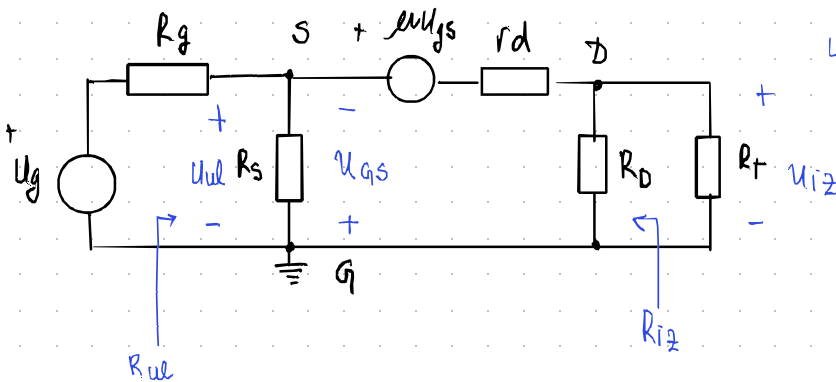 Rg S + μUgs rd D
+ +
+ -
Ug Uul Rs UGS RD RT Uiz
- + -
G
Rul Riz